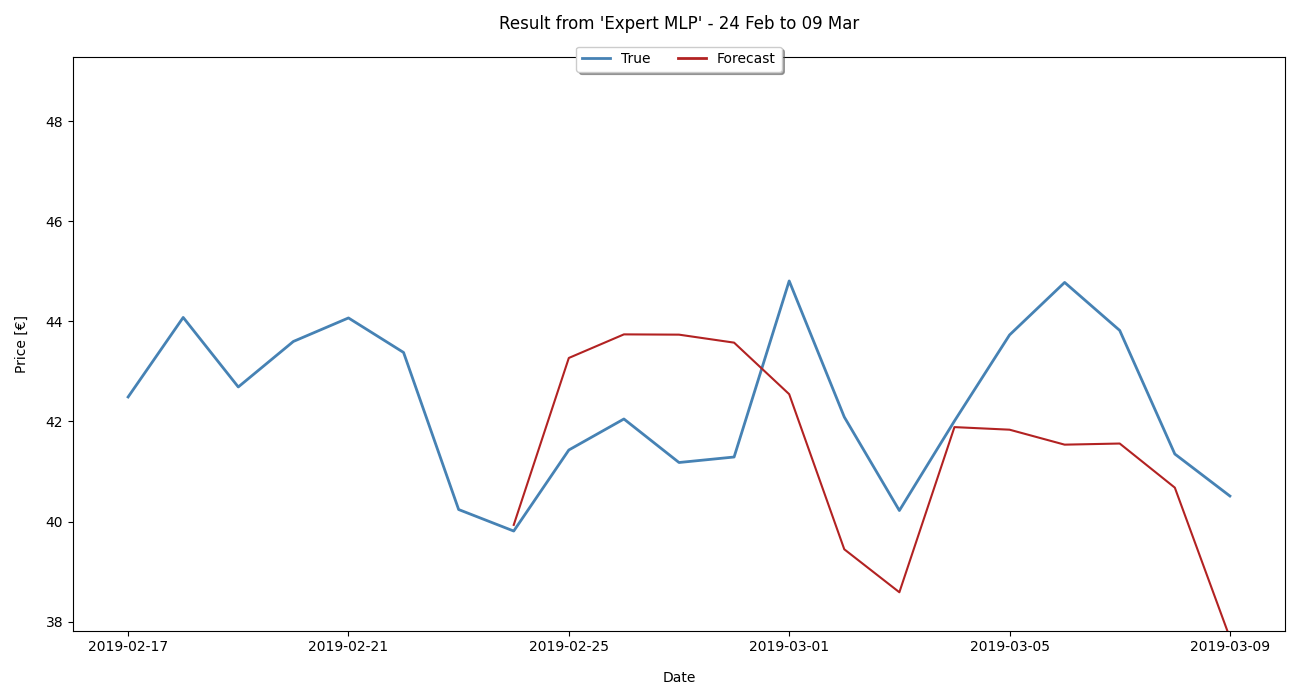 Result from 'Expert MLP' - 24 Feb to 09 Mar
True Forecast
48
46
44
42
40
38
Price [€]
2019-02-17 2019-02-21 2019-02-25 2019-03-01 2019-03-05 2019-03-09
Date